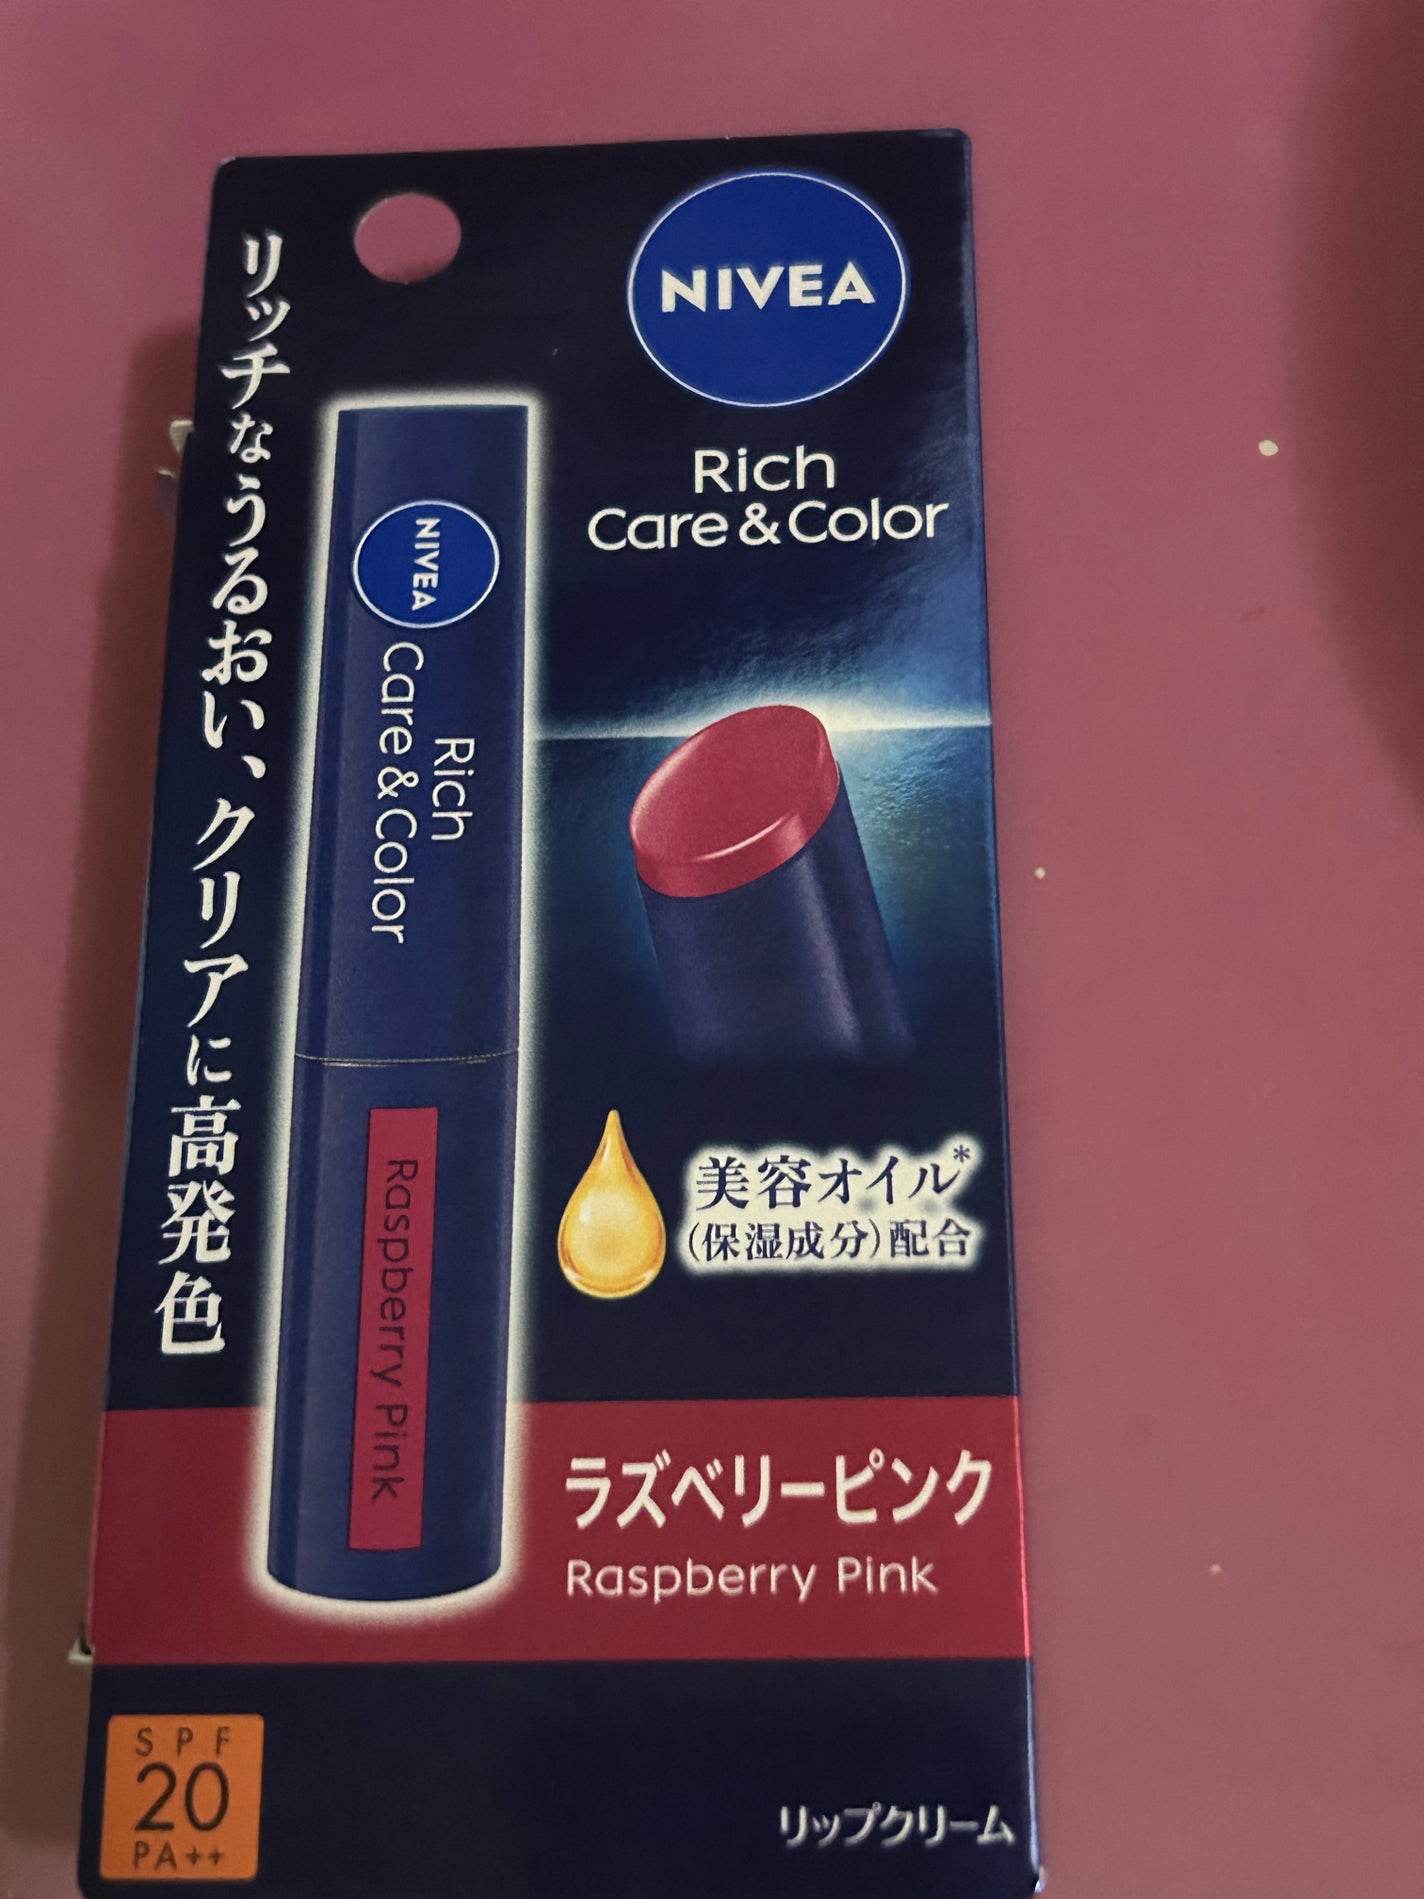 NIVEA
Rich
Care & Color
リッチなうるおい、クリアに高発色
NIVEA
Rich
Care & Color
Raspberry Pink
美容オイル*
(保湿成分)配合
ラズベリーピンク
Raspberry Pink
SPF
20
PA++
リップクリーム